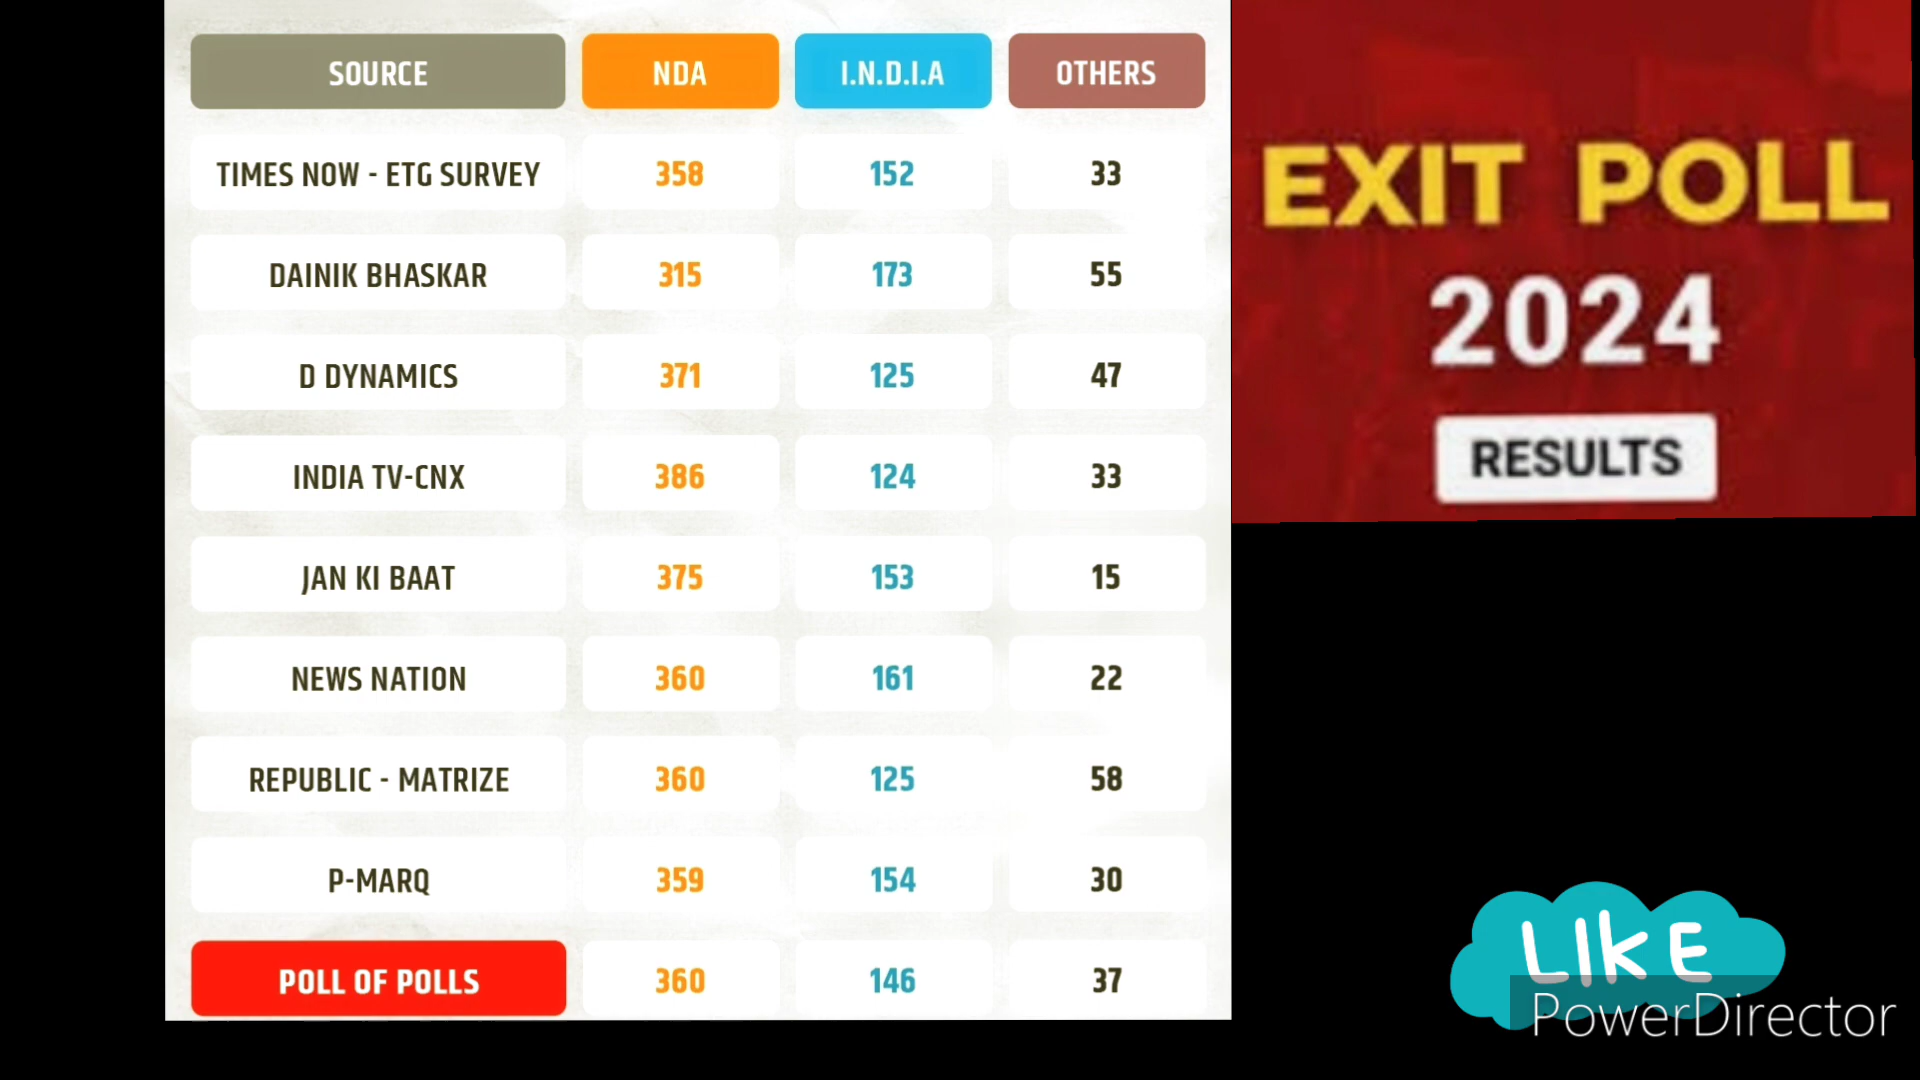 SOURCE NDA I.N.D.I.A OTHERS
TIMES NOW - ETG SURVEY 358 152 33
DAINIK BHASKAR 315 173 55
D DYNAMICS 371 125 47
INDIA TV-CNX 386 124 33
JAN KI BAAT 375 153 15
NEWS NATION 360 161 22
REPUBLIC - MATRIZE 360 125 58
P-MARQ 359 154 30
POLL OF POLLS 360 146 37
EXIT POLL
2024
RESULTS
LIKE
PowerDirector